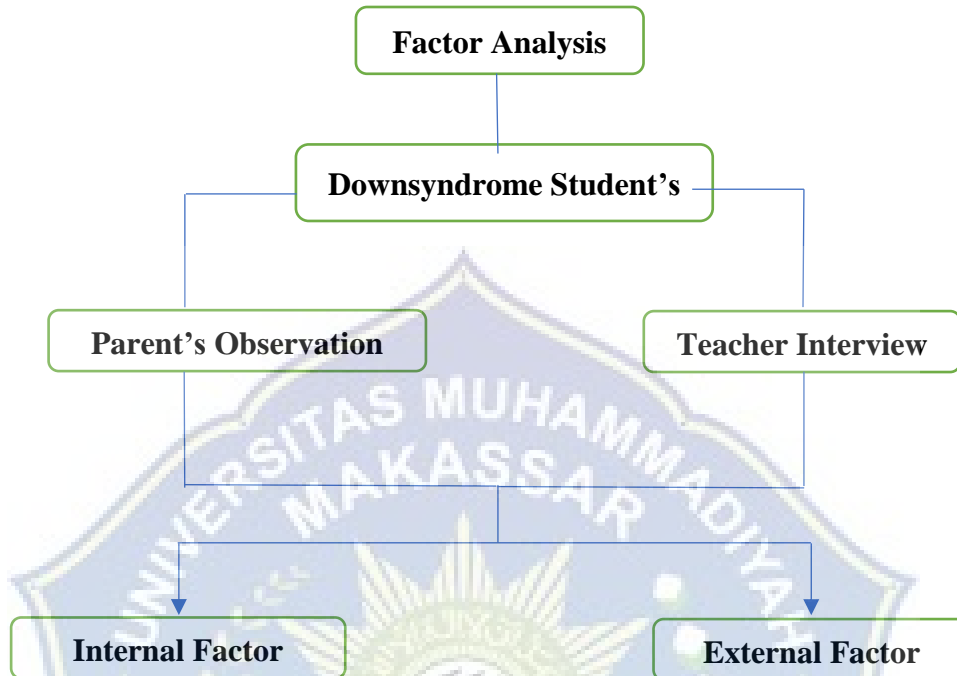 Factor Analysis
Downsyndrome Student’s
Parent’s Observation
Teacher Interview
UNIVERSITAS MUHAMMADIYAH
MAKASSAR
Internal Factor
External Factor